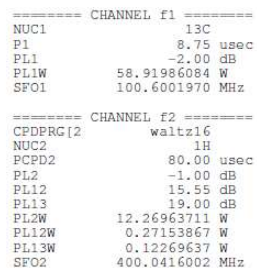 ======== CHANNEL f1 ========
NUC1 13C
P1 8.75 usec
PL1 -2.00 dB
PL1W 58.91986084 W
SFO1 100.6001970 MHz
======== CHANNEL f2 ========
CPDPRG[2 waltz16
NUC2 1H
PCPD2 80.00 usec
PL2 -1.00 dB
PL12 15.55 dB
PL13 19.00 dB
PL2W 12.26963711 W
PL12W 0.27153867 W
PL13W 0.12269637 W
SFO2 400.0416002 MHz